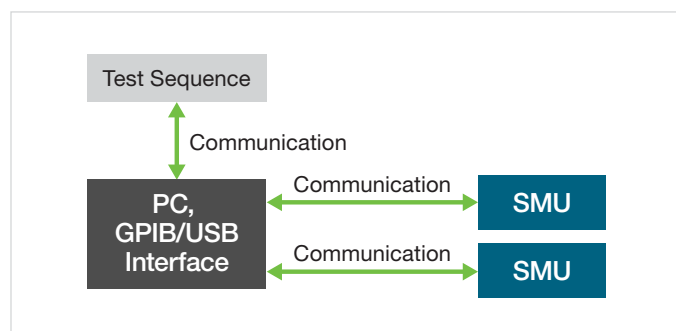 Test Sequence
Communication
PC,
GPIB/USB
Interface
Communication
SMU
Communication
SMU